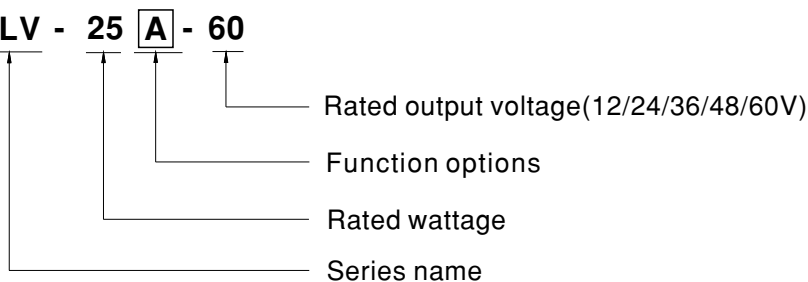 LV - 25 A - 60
Rated output voltage(12/24/36/48/60V)
Function options
Rated wattage
Series name